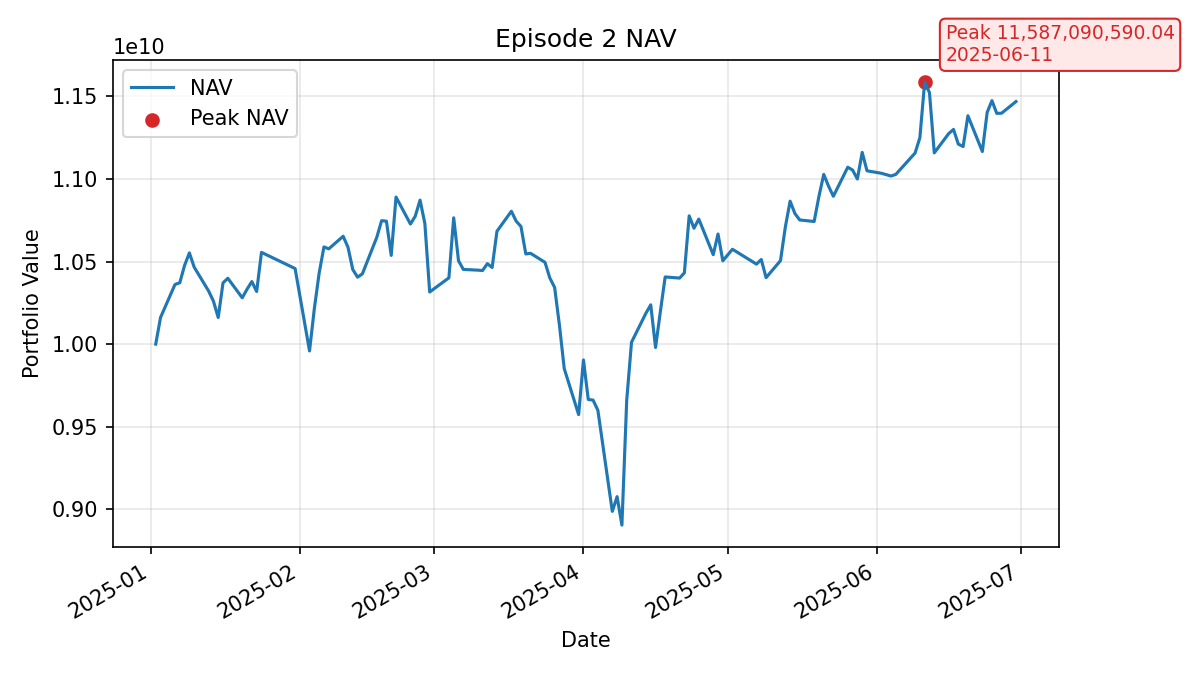 Episode 2 NAV
Peak 11,587,090,590.04
2025-06-11
1e10
NAV
Peak NAV
1.15
1.10
1.05
1.00
0.95
0.90
Portfolio Value
2025-01
2025-02
2025-03
2025-04
2025-05
2025-06
2025-07
Date